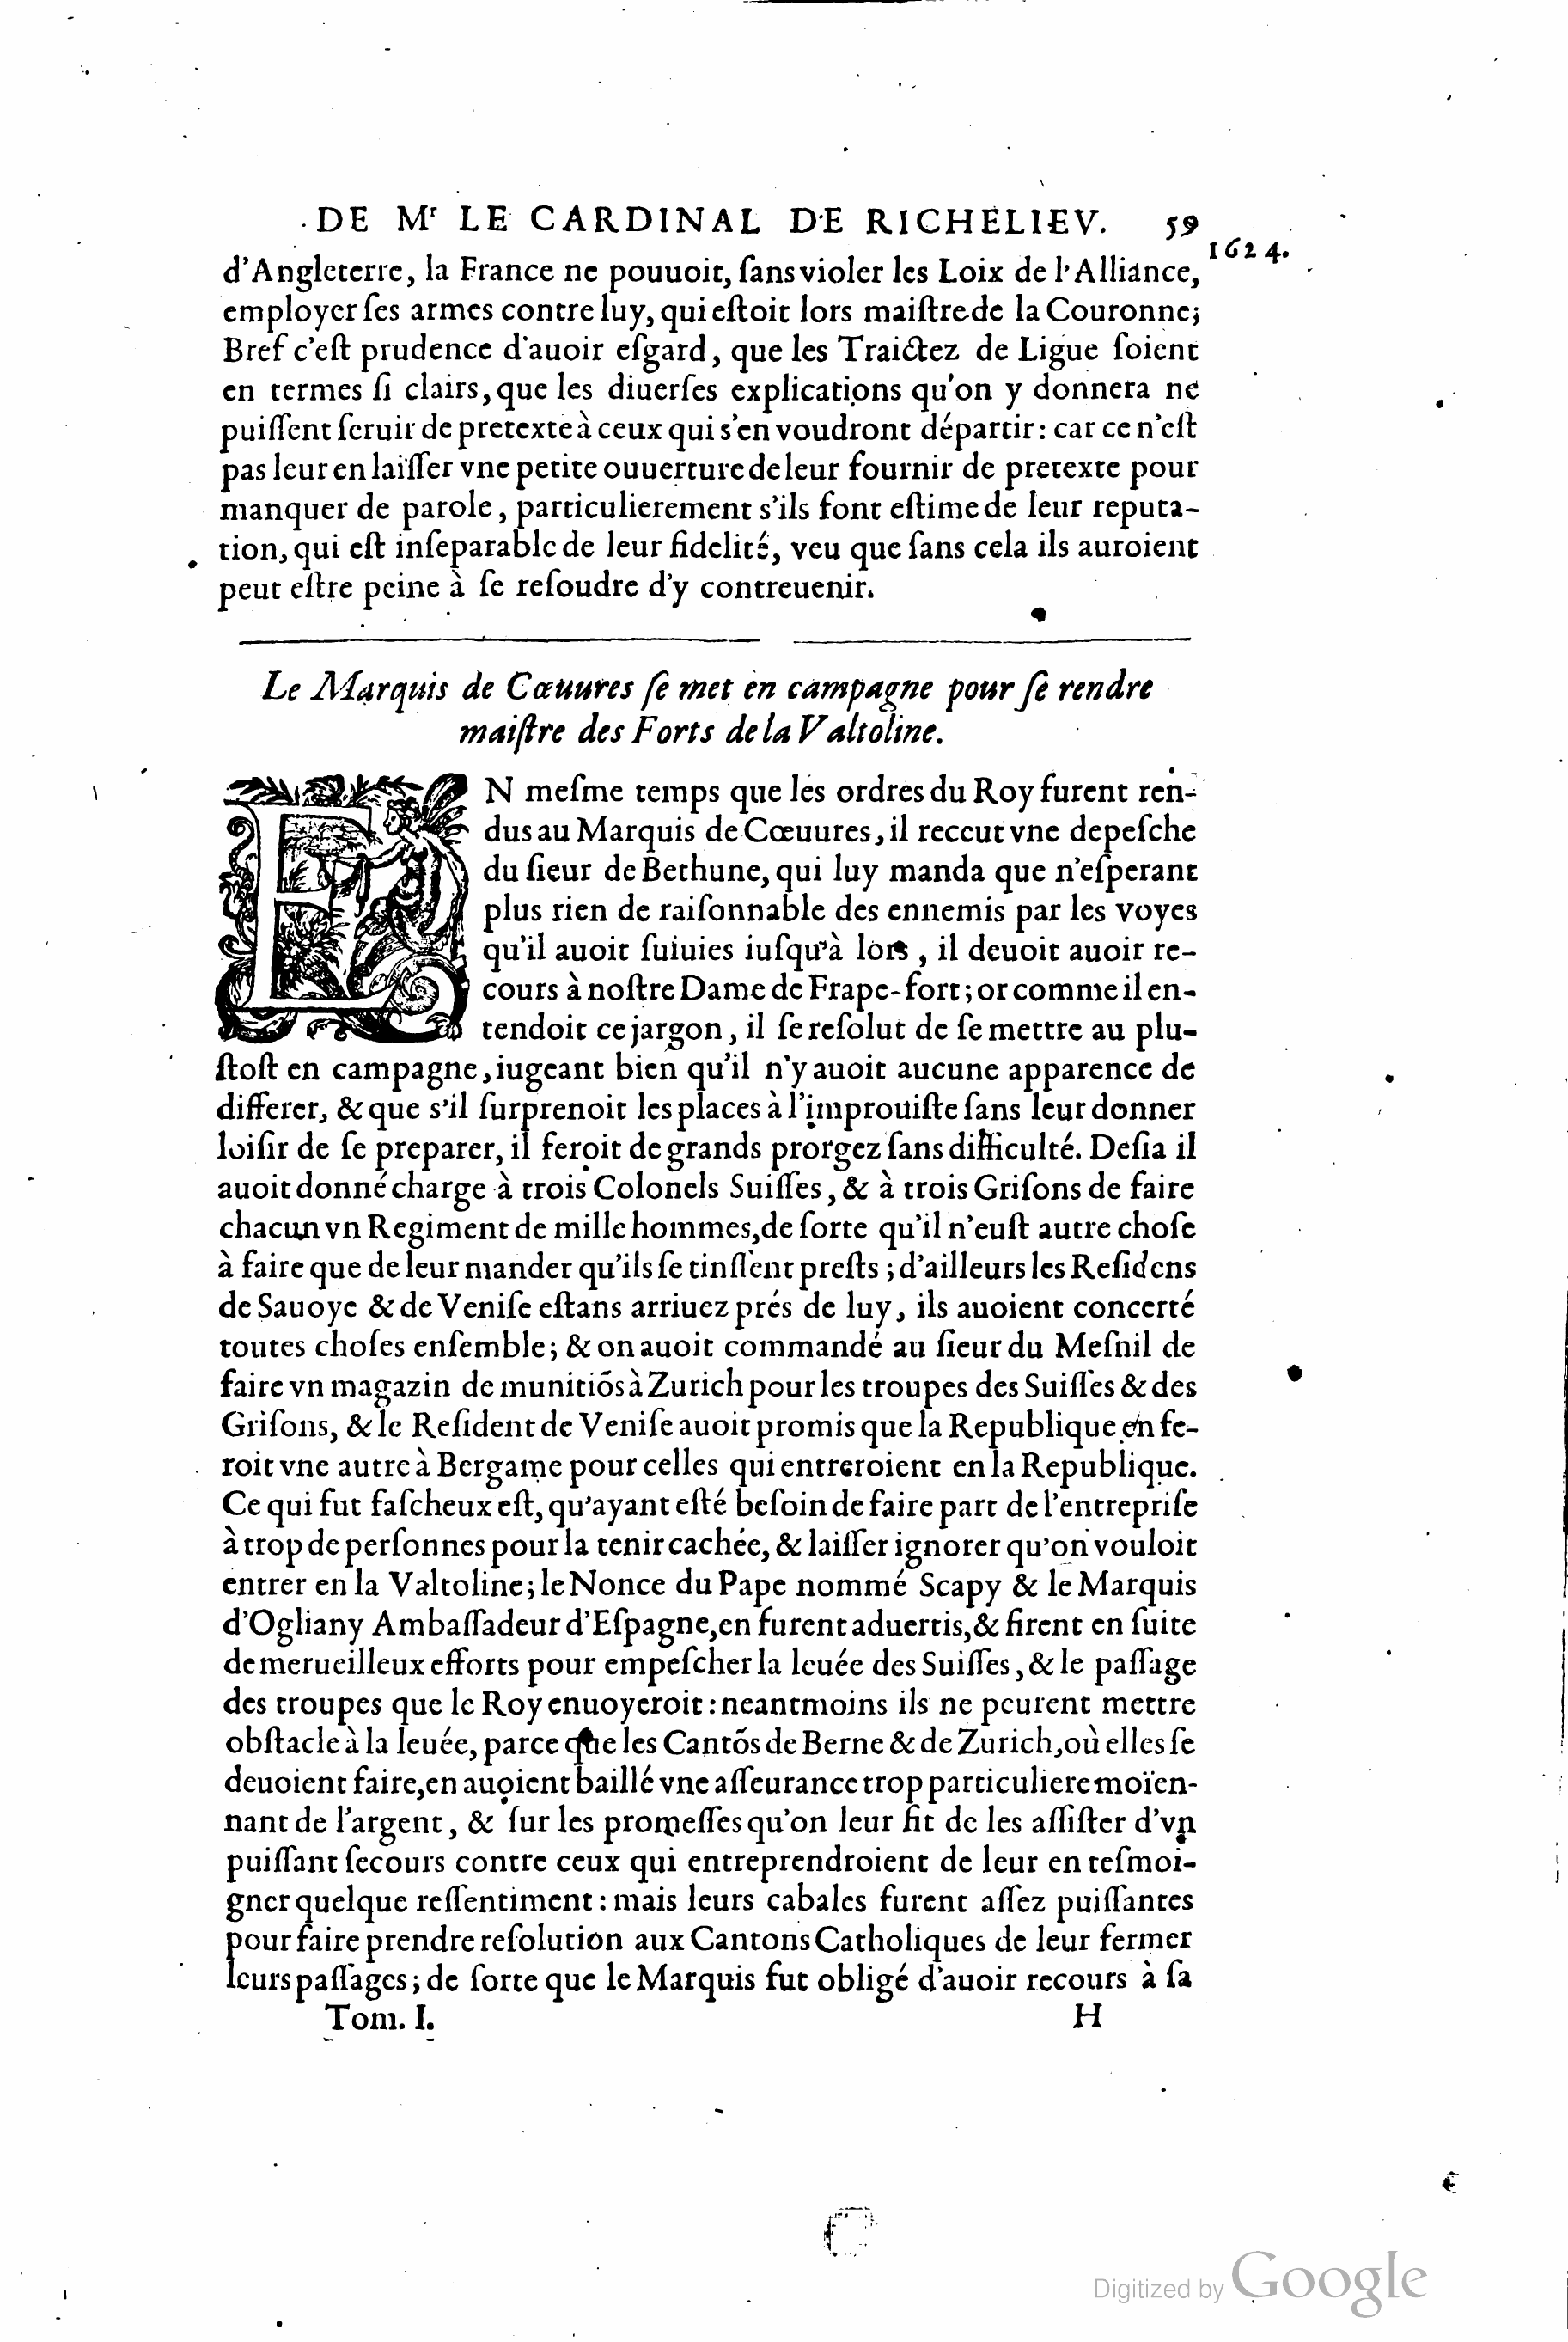 DE Mr LE CARDINAL DE RICHELIEV. 59
1624.
d'Angleterre, la France ne pouuoit, ſans violer les Loix de l'Alliance,
employer ſes armes contre luy, qui eſtoit lors maiſtre de la Couronne;
Bref c'eſt prudence d'auoir eſgard, que les Traictez de Ligue ſoient
en termes ſi clairs, que les diuerſes explications qu'on y donnera ne
puiſſent ſeruir de pretexte à ceux qui s'en voudront départir: car ce n'eſt
pas leur en laiſſer vne petite ouuerture de leur fournir de pretexte pour
manquer de parole, particulierement s'ils font eſtime de leur reputa-
tion, qui eſt inſeparable de leur fidelité, veu que ſans cela ils auroient
peut eſtre peine à ſe reſoudre d'y contreuenir.
Le Marquis de Cœuures ſe met en campagne pour ſe rendre
maiſtre des Forts de la Valtoline.
EN meſme temps que les ordres du Roy furent ren-
dus au Marquis de Cœuures, il receut vne depeſche
du ſieur de Bethune, qui luy manda que n'eſperant
plus rien de raiſonnable des ennemis par les voyes
qu'il auoit ſuiuies iuſqu'à lors, il deuoit auoir re-
cours à noſtre Dame de Frape-fort; or comme il en-
tendoit ce jargon, il ſe reſolut de ſe mettre au plu-
ſtoſt en campagne, iugeant bien qu'il n'y auoit aucune apparence de
differer, & que s'il ſurprenoit les places à l'improuiſte ſans leur donner
loiſir de ſe preparer, il feroit de grands prorgez ſans difficulté. Deſia il
auoit donné charge à trois Colonels Suiſſes, & à trois Griſons de faire
chacun vn Regiment de mille hommes, de ſorte qu'il n'euſt autre choſe
à faire que de leur mander qu'ils ſe tinſſent preſts; d'ailleurs les Reſidens
de Sauoye & de Veniſe eſtans arriuez prés de luy, ils auoient concerté
toutes choſes enſemble; & on auoit commandé au ſieur du Meſnil de
faire vn magazin de munitiõs à Zurich pour les troupes des Suiſſes & des
Griſons, & le Reſident de Veniſe auoit promis que la Republique en fe-
roit vne autre à Bergame pour celles qui entreroient en la Republique.
Ce qui fut faſcheux eſt, qu'ayant eſté beſoin de faire part de l'entrepriſe
à trop de perſonnes pour la tenir cachée, & laiſſer ignorer qu'on vouloit
entrer en la Valtoline; le Nonce du Pape nommé Scapy & le Marquis
d'Ogliany Ambaſſadeur d'Eſpagne, en furent aduertis, & firent en ſuite
de merueilleux efforts pour empeſcher la leuée des Suiſſes, & le paſſage
des troupes que le Roy enuoyeroit: neantmoins ils ne peurent mettre
obſtacle à la leuée, parce que les Cantõs de Berne & de Zurich, où elles ſe
deuoient faire, en auoient baillé vne aſſeurance trop particuliere moïen-
nant de l'argent, & ſur les promeſſes qu'on leur fit de les aſſiſter d'vn
puiſſant ſecours contre ceux qui entreprendroient de leur en teſmoi-
gner quelque reſſentiment: mais leurs cabales furent aſſez puiſſantes
pour faire prendre reſolution aux Cantons Catholiques de leur fermer
leurs paſſages; de ſorte que le Marquis fut obligé d'auoir recours à ſa
Tom. I. H
Digitized by Google